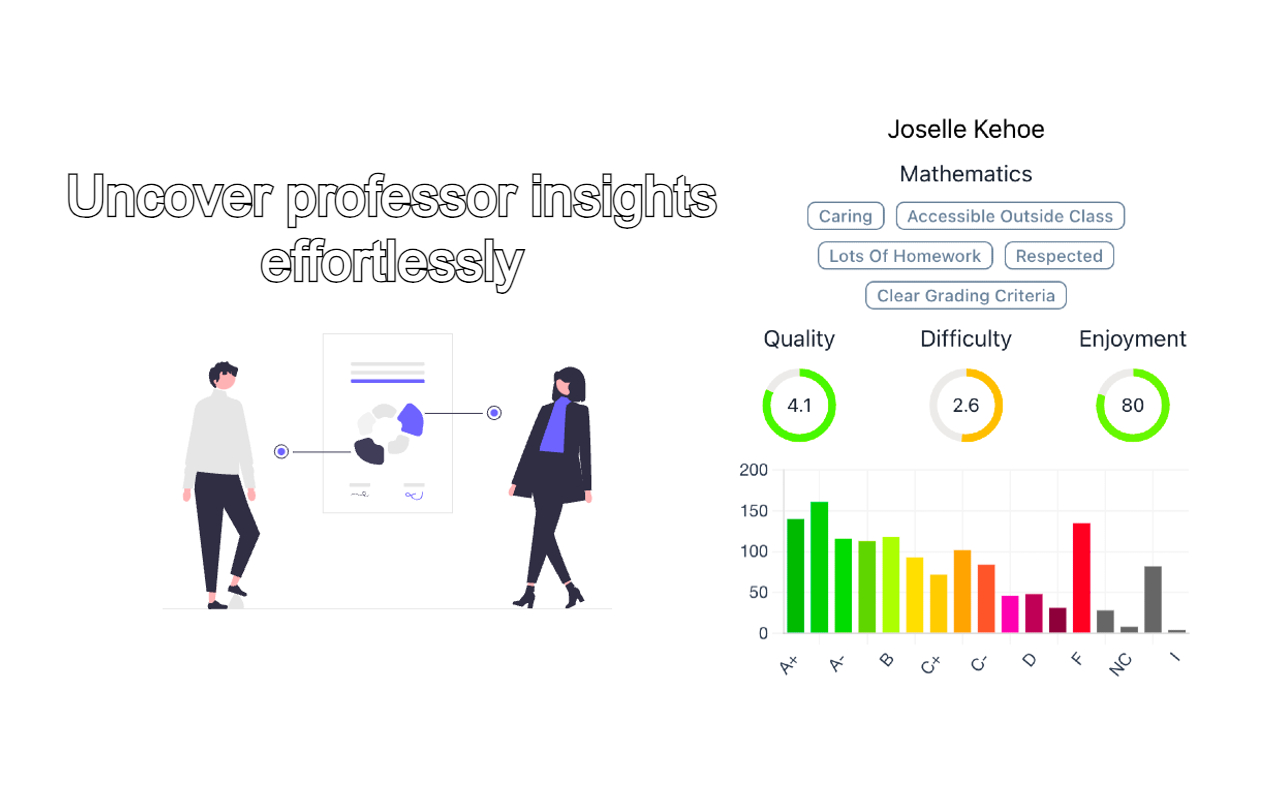 Uncover professor insights
effortlessly
Joselle Kehoe
Mathematics
Caring Accessible Outside Class
Lots Of Homework Respected
Clear Grading Criteria
Quality Difficulty Enjoyment
4.1 2.6 80
200
150
100
50
0
A+ A- B C+ C- D F NC I